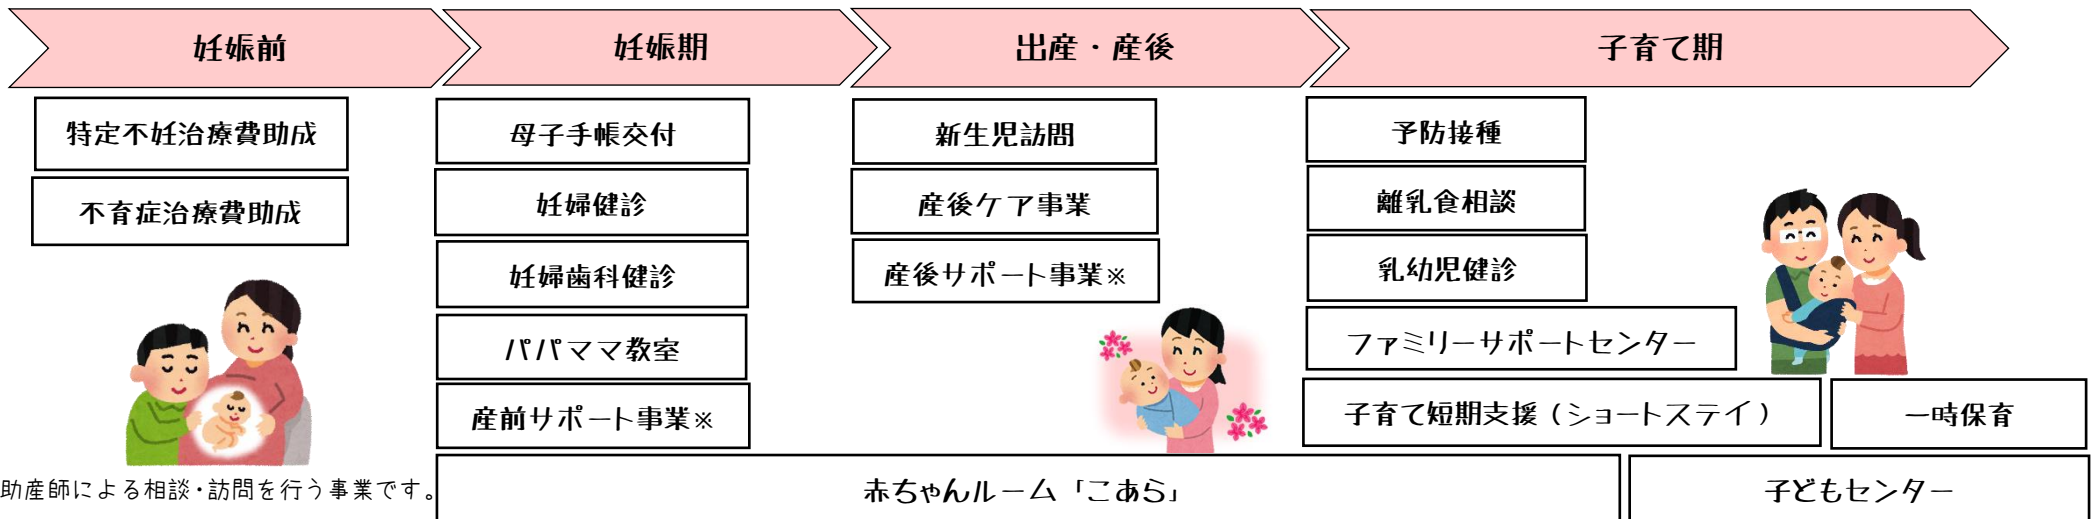 妊娠前
妊娠期
出産・産後
子育て期
特定不妊治療費助成
不育症治療費助成
母子手帳交付
妊婦健診
妊婦歯科健診
パパママ教室
産前サポート事業※
新生児訪問
産後ケア事業
産後サポート事業※
予防接種
離乳食相談
乳幼児健診
ファミリーサポートセンター
子育て短期支援（ショートステイ）
一時保育
助産師による相談・訪問を行う事業です。
赤ちゃんルーム「こあら」
子どもセンター